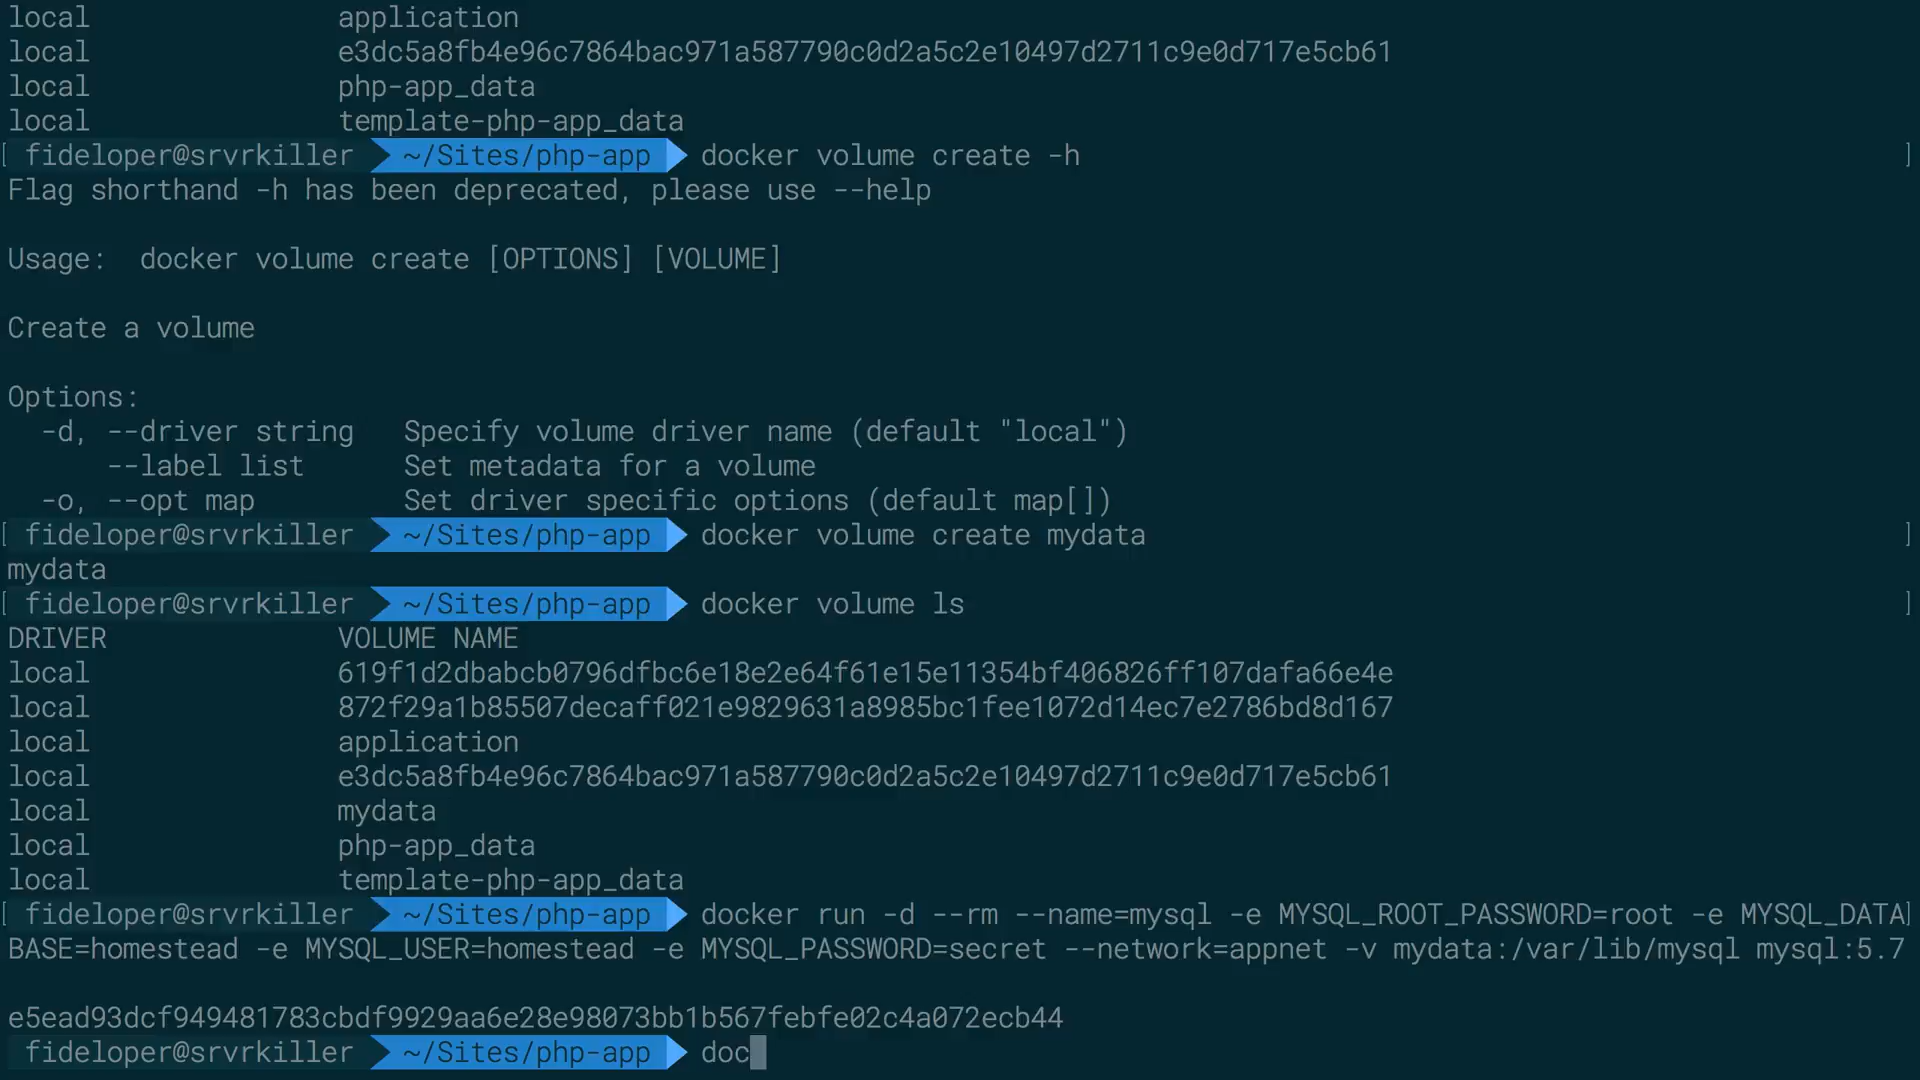 local               application
local               e3dc5a8fb4e96c7864bac971a587790c0d2a5c2e10497d2711c9e0d717e5cb61
local               php-app_data
local               template-php-app_data
[ fideloper@srvrkiller ~/Sites/php-app docker volume create -h ]
Flag shorthand -h has been deprecated, please use --help
Usage:  docker volume create [OPTIONS] [VOLUME]
Create a volume
Options:
  -d, --driver string   Specify volume driver name (default "local")
      --label list      Set metadata for a volume
  -o, --opt map         Set driver specific options (default map[])
[ fideloper@srvrkiller ~/Sites/php-app docker volume create mydata ]
mydata
[ fideloper@srvrkiller ~/Sites/php-app docker volume ls ]
DRIVER              VOLUME NAME
local               619f1d2dbabcb0796dfbc6e18e2e64f61e15e11354bf406826ff107dafa66e4e
local               872f29a1b85507decaff021e9829631a8985bc1fee1072d14ec7e2786bd8d167
local               application
local               e3dc5a8fb4e96c7864bac971a587790c0d2a5c2e10497d2711c9e0d717e5cb61
local               mydata
local               php-app_data
local               template-php-app_data
[ fideloper@srvrkiller ~/Sites/php-app docker run -d --rm --name=mysql -e MYSQL_ROOT_PASSWORD=root -e MYSQL_DATA]
BASE=homestead -e MYSQL_USER=homestead -e MYSQL_PASSWORD=secret --network=appnet -v mydata:/var/lib/mysql mysql:5.7
e5ead93dcf949481783cbdf9929aa6e28e98073bb1b567febfe02c4a072ecb44
fideloper@srvrkiller ~/Sites/php-app doc